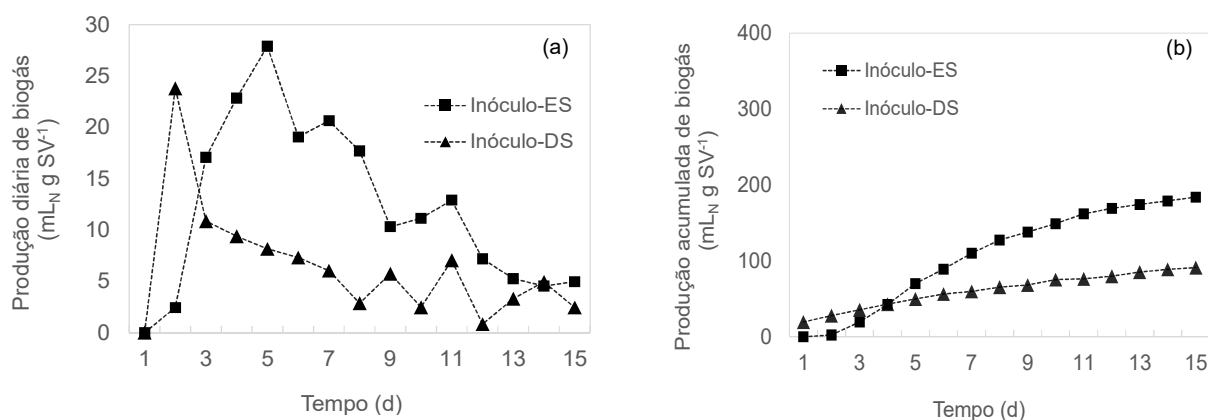 Produção diária de biogás
(mL_N g SV⁻¹)
30
25
20
15
10
5
0
(a)
Inóculo-ES
Inóculo-DS
1 3 5 7 9 11 13 15
Tempo (d)
Produção acumulada de biogás
(mL_N g SV⁻¹)
400
300
200
100
0
(b)
Inóculo-ES
Inóculo-DS
1 3 5 7 9 11 13 15
Tempo (d)